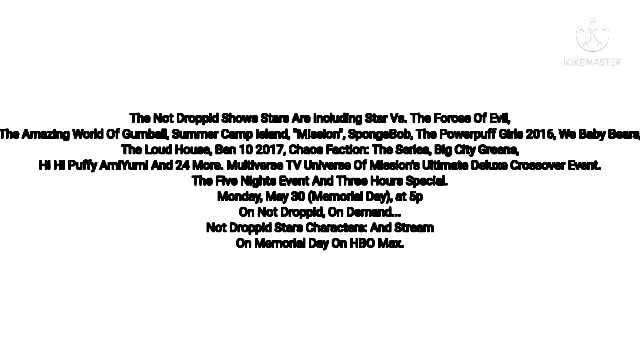 KINEMASTER
The Not Droppid Shows Stars Are Including Star Vs. The Forces Of Evil,
The Amazing World Of Gumball, Summer Camp Island, "Mission", SpongeBob, The Powerpuff Girls 2016, We Baby Bears,
The Loud House, Ben 10 2017, Chaos Faction: The Series, Big City Greens,
Hi Hi Puffy AmiYumi And 24 More. Multiverse TV Universe Of Mission's Ultimate Deluxe Crossover Event.
The Five Nights Event And Three Hours Special.
Monday, May 30 (Memorial Day), at 5p
On Not Droppid, On Demand...
Not Droppid Stars Characters: And Stream
On Memorial Day On HBO Max.